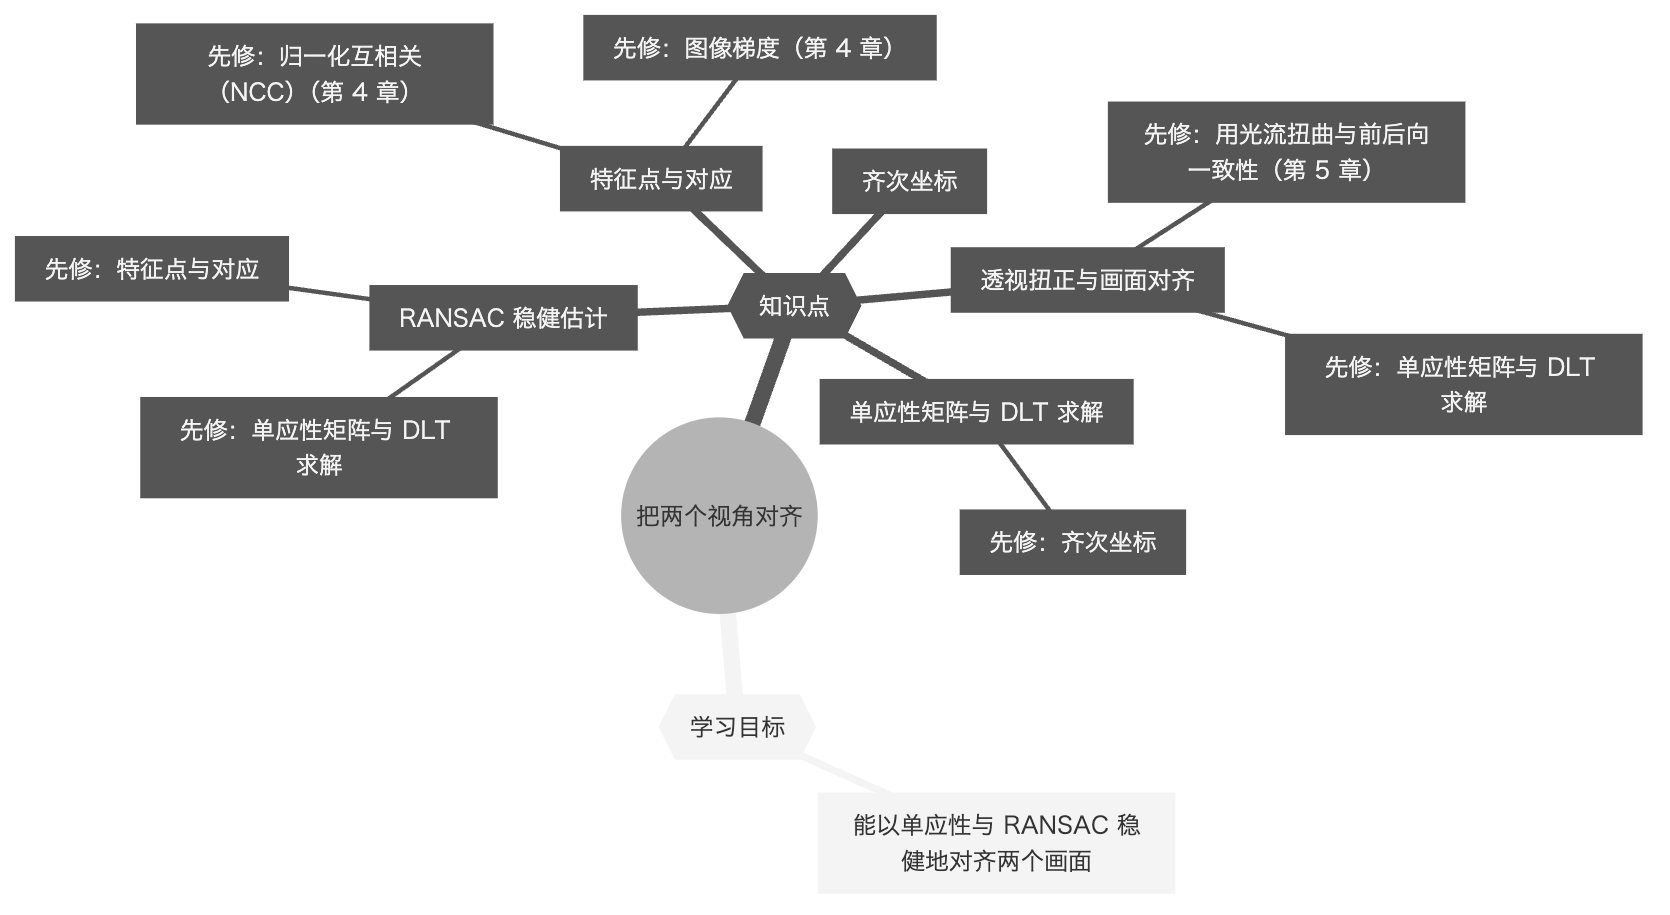 先修：归一化互相关
（NCC）（第 4 章）
先修：图像梯度（第 4 章）
特征点与对应
齐次坐标
先修：用光流扭曲与前后向
一致性（第 5 章）
先修：特征点与对应
RANSAC 稳健估计
知识点
透视扭正与画面对齐
先修：单应性矩阵与 DLT
求解
单应性矩阵与 DLT 求解
先修：单应性矩阵与 DLT
求解
把两个视角对齐
先修：齐次坐标
学习目标
能以单应性与 RANSAC 稳
健地对齐两个画面